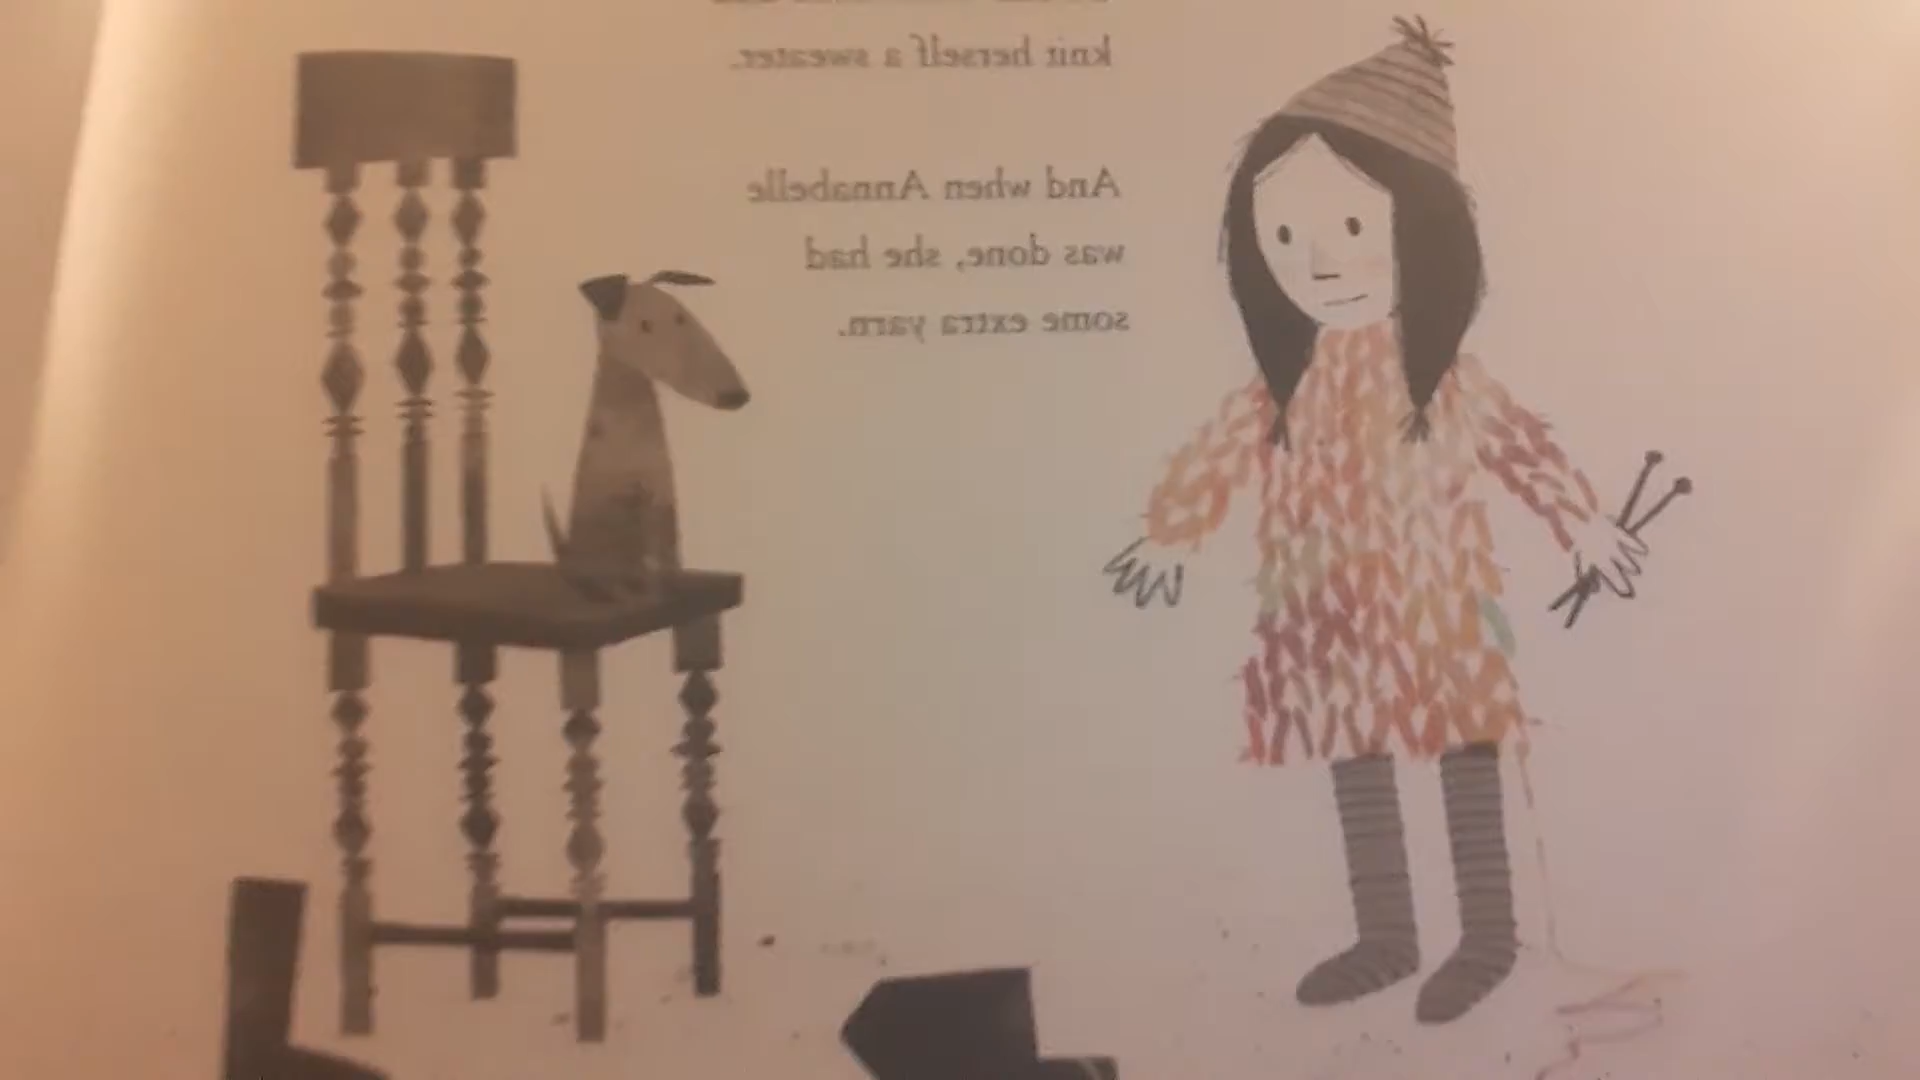 knit herself a sweater.
And when Annabelle
was done, she had
some extra yarn.